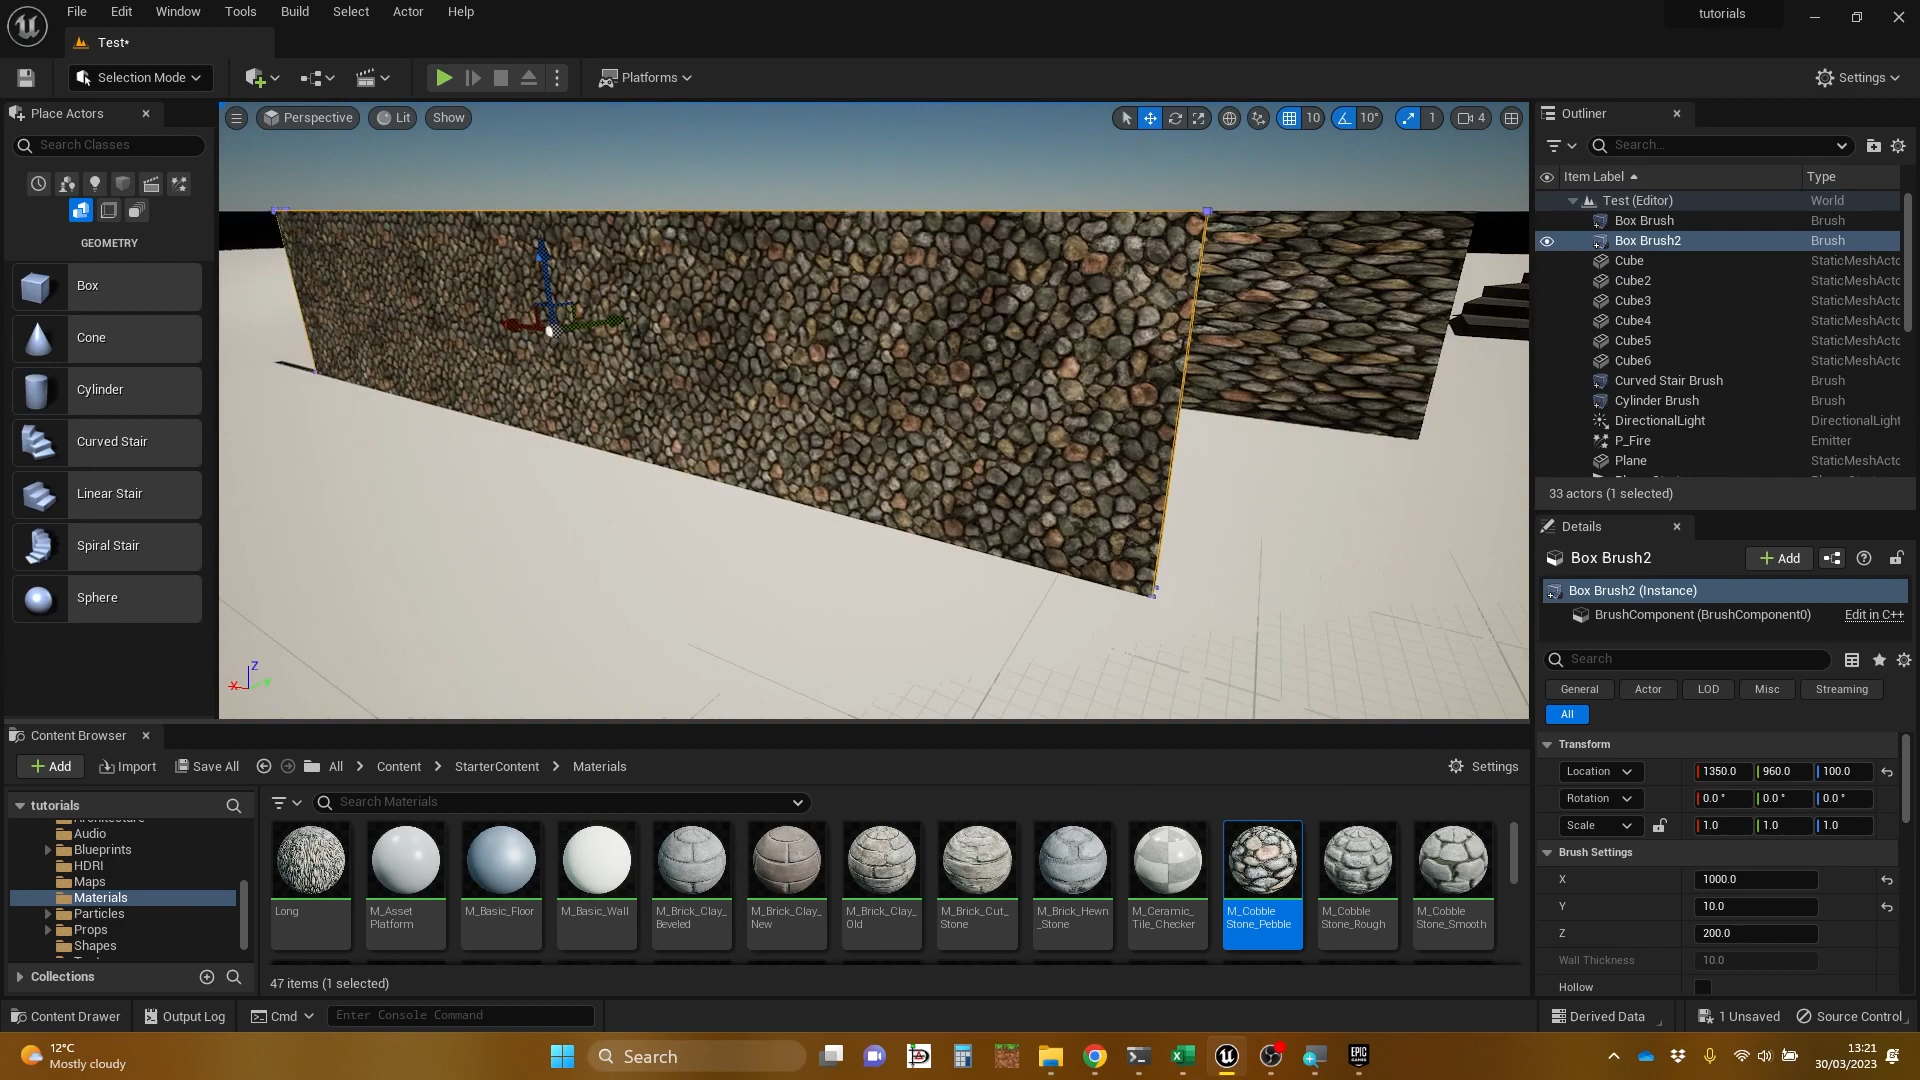 File Edit Window Tools Build Select Actor Help
tutorials
Test*
Selection Mode
Platforms
Settings
Place Actors
Search Classes
GEOMETRY
Box
Cone
Cylinder
Curved Stair
Linear Stair
Spiral Stair
Sphere
Perspective Lit Show
10 10° 1 4
Z
X Y
Outliner
Search...
Item Label Type
Test (Editor) World
Box Brush Brush
Box Brush2 Brush
Cube StaticMeshActo
Cube2 StaticMeshActo
Cube3 StaticMeshActo
Cube4 StaticMeshActo
Cube5 StaticMeshActo
Cube6 StaticMeshActo
Curved Stair Brush Brush
Cylinder Brush Brush
DirectionalLight DirectionalLight
P_Fire Emitter
Plane StaticMeshActo
33 actors (1 selected)
Details
Box Brush2
Add
Box Brush2 (Instance)
BrushComponent (BrushComponent0) Edit in C++
Search
General Actor LOD Misc Streaming
All
Transform
Location 1350.0 960.0 100.0
Rotation 0.0° 0.0° 0.0°
Scale 1.0 1.0 1.0
Brush Settings
X 1000.0
Y 10.0
Z 200.0
Wall Thickness 10.0
Hollow
Content Browser
Add Import Save All All > Content > StarterContent > Materials
Settings
tutorials
Audio
Blueprints
HDRI
Maps
Materials
Particles
Props
Shapes
Collections
Search Materials
Long
M_Asset
Platform
M_Basic_Floor
M_Basic_Wall
M_Brick_Clay_
Beveled
M_Brick_Clay_
New
M_Brick_Clay_
Old
M_Brick_Cut_
Stone
M_Brick_Hewn
_Stone
M_Ceramic_
Tile_Checker
M_Cobble
Stone_Pebble
M_Cobble
Stone_Rough
M_Cobble
Stone_Smooth
47 items (1 selected)
Content Drawer Output Log Cmd Enter Console Command
Derived Data 1 Unsaved Source Control
12°C
Mostly cloudy
Search
EPIC
GAMES
13:21
30/03/2023